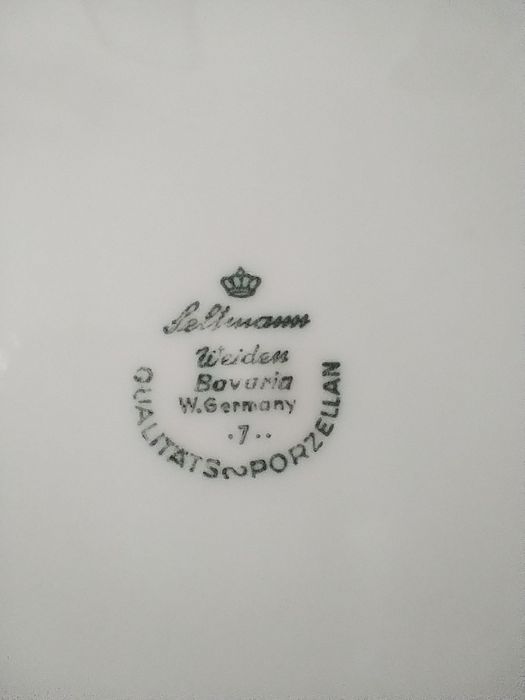 Seltmann
Weiden
Bavaria
W.Germany
.7..
QUALITÄTS~PORZELLAN